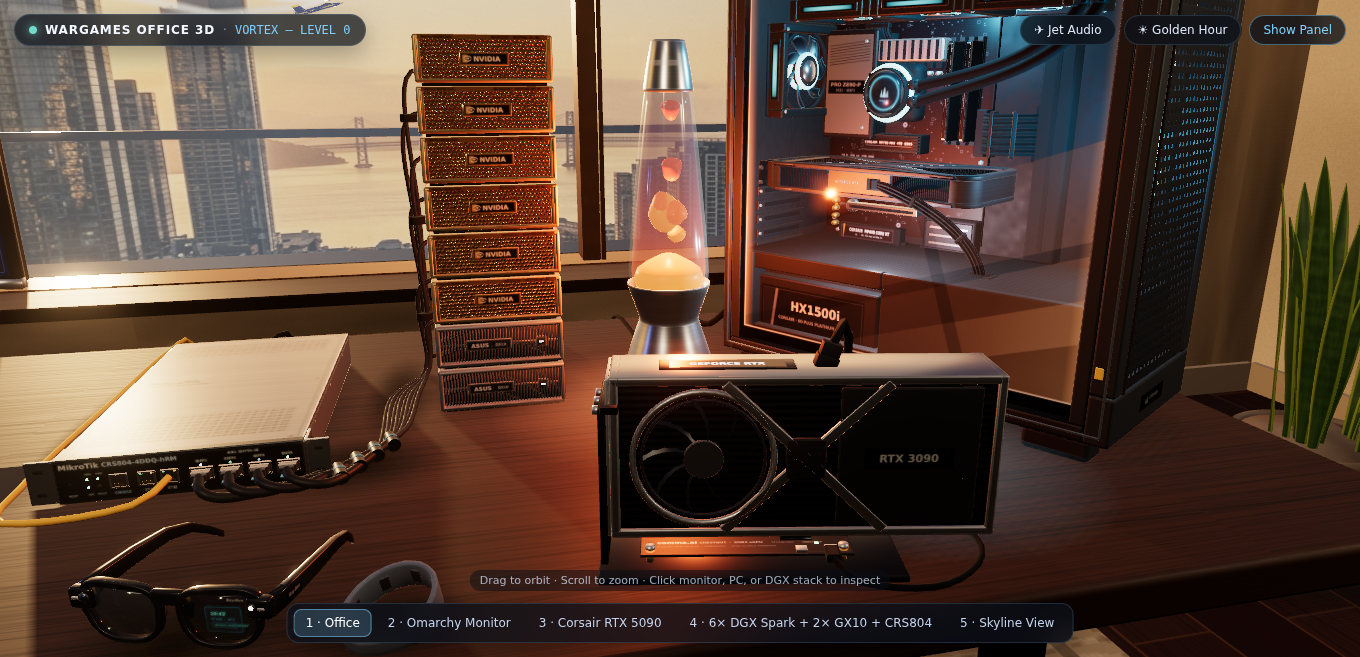 WARGAMES OFFICE 3D · VORTEX — LEVEL 0
✈ Jet Audio
☀ Golden Hour
Show Panel
NVIDIA
NVIDIA
NVIDIA
NVIDIA
NVIDIA
NVIDIA
ASUS
ASUS
HX1500i
GEFORCE RTX
RTX 3090
MikroTik CRS804-4DDQ-hRM
Drag to orbit · Scroll to zoom · Click monitor, PC, or DGX stack to inspect
1 · Office
2 · Omarchy Monitor
3 · Corsair RTX 5090
4 · 6× DGX Spark + 2× GX10 + CRS804
5 · Skyline View